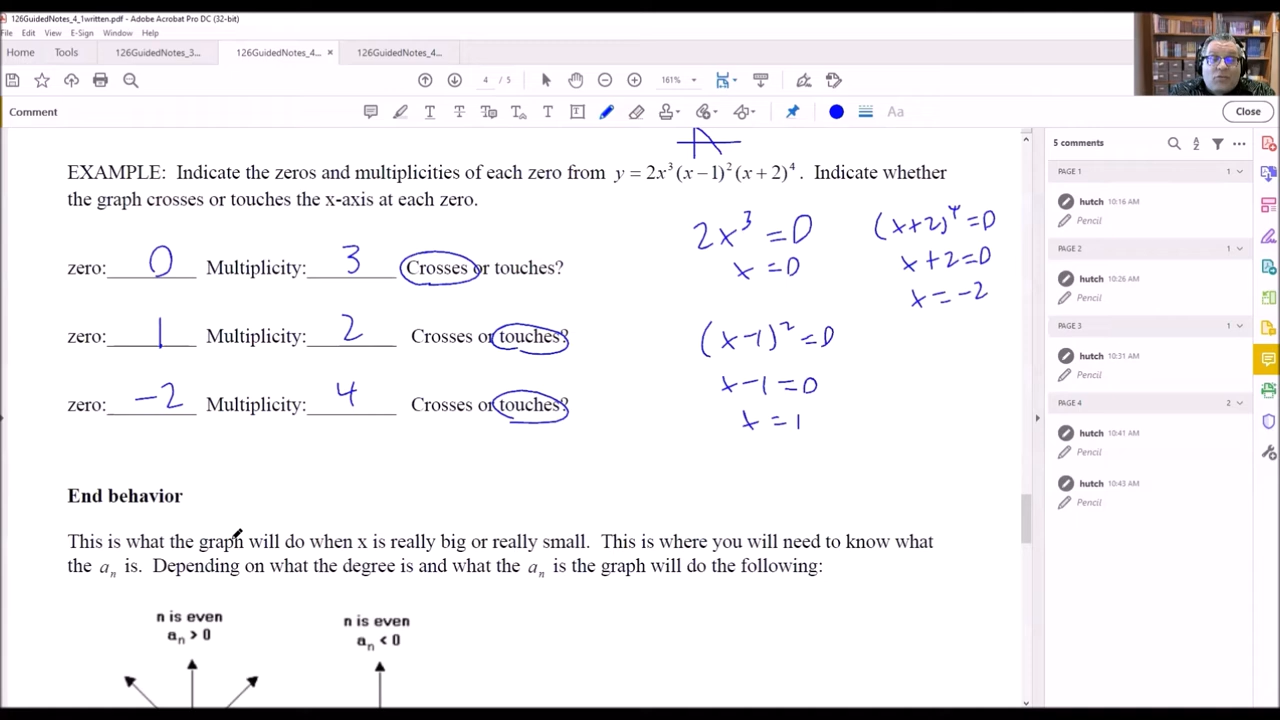 126GuidedNotes_4_1written.pdf - Adobe Acrobat Pro DC (32-bit)
File Edit View E-Sign Window Help
Home Tools 126GuidedNotes_3... 126GuidedNotes_4... × 126GuidedNotes_4...
4 / 5 161%
Comment Close
EXAMPLE: Indicate the zeros and multiplicities of each zero from y = 2x³(x−1)²(x+2)⁴. Indicate whether
the graph crosses or touches the x-axis at each zero.
zero: 0 Multiplicity: 3 Crosses or touches?
zero: 1 Multiplicity: 2 Crosses or touches?
zero: −2 Multiplicity: 4 Crosses or touches?
2x³ = 0
x = 0
(x−1)² = 0
x−1 = 0
x = 1
(x+2)⁴ = 0
x+2 = 0
x = −2
End behavior
This is what the graph will do when x is really big or really small. This is where you will need to know what
the aₙ is. Depending on what the degree is and what the aₙ is the graph will do the following:
n is even
aₙ > 0
n is even
aₙ < 0
5 comments
PAGE 1 1
hutch 10:16 AM
Pencil
PAGE 2 1
hutch 10:26 AM
Pencil
PAGE 3 1
hutch 10:31 AM
Pencil
PAGE 4 2
hutch 10:41 AM
Pencil
hutch 10:43 AM
Pencil